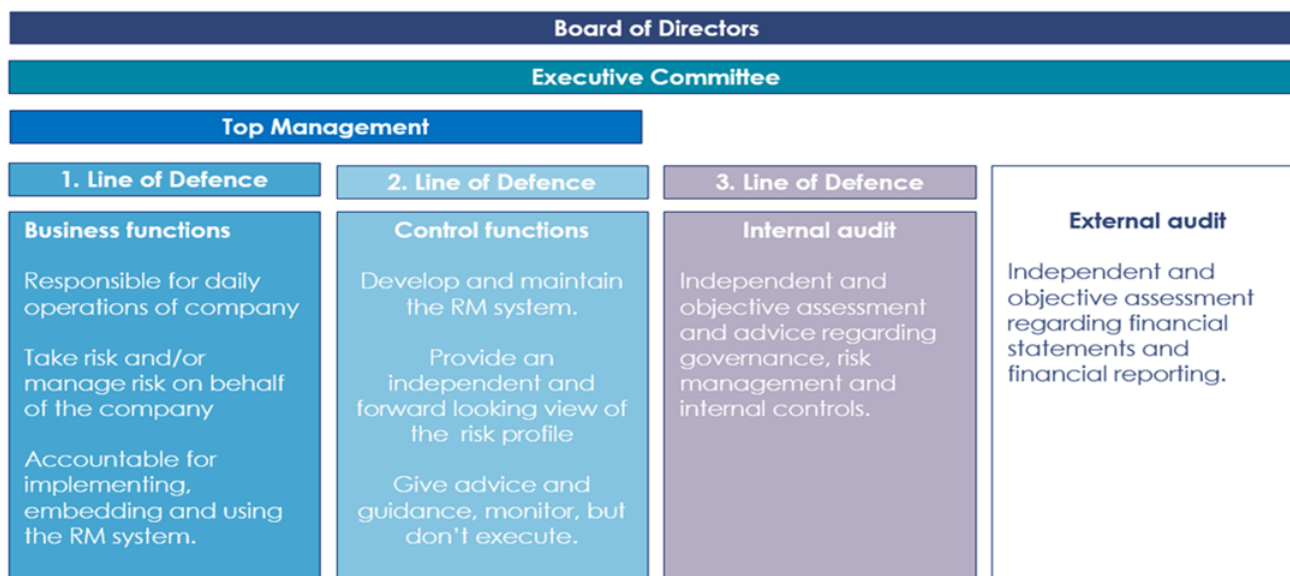 Board of Directors
Executive Committee
Top Management
1. Line of Defence
2. Line of Defence
3. Line of Defence
Business functions
Responsible for daily
operations of company
Take risk and/or
manage risk on behalf
of the company
Accountable for
implementing,
embedding and using
the RM system.
Control functions
Develop and maintain
the RM system.
Provide an
independent and
forward looking view of
the risk profile
Give advice and
guidance, monitor, but
don't execute.
Internal audit
Independent and
objective assessment
and advice regarding
governance, risk
management and
internal controls.
External audit
Independent and
objective assessment
regarding financial
statements and
financial reporting.